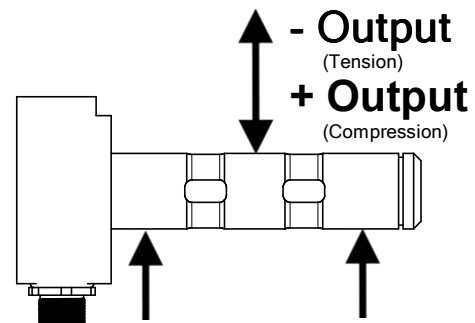 - Output
(Tension)
+ Output
(Compression)